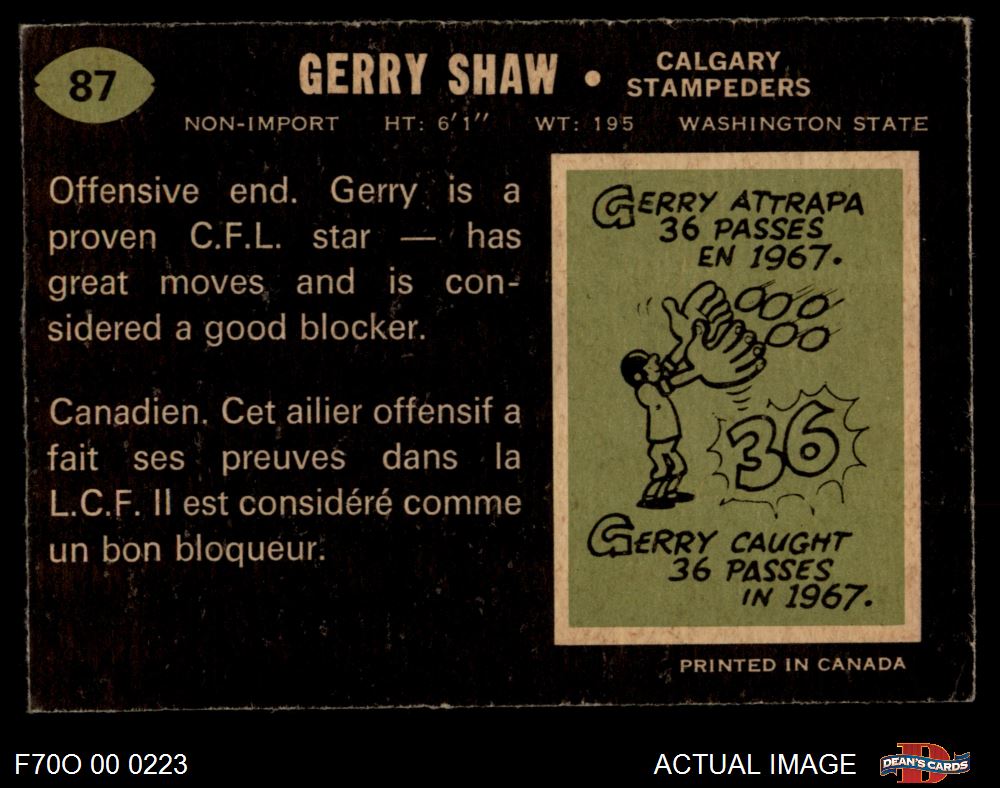 87
GERRY SHAW • CALGARY STAMPEDERS
NON-IMPORT HT: 6'1" WT: 195 WASHINGTON STATE
Offensive end. Gerry is a
proven C.F.L. star — has
great moves and is con-
sidered a good blocker.
Canadien. Cet ailier offensif a
fait ses preuves dans la
L.C.F. Il est considéré comme
un bon bloqueur.
GERRY ATTRAPA
36 PASSES
EN 1967.
36
GERRY CAUGHT
36 PASSES
IN 1967.
PRINTED IN CANADA
F70O 00 0223
ACTUAL IMAGE
D
DEAN'S CARDS